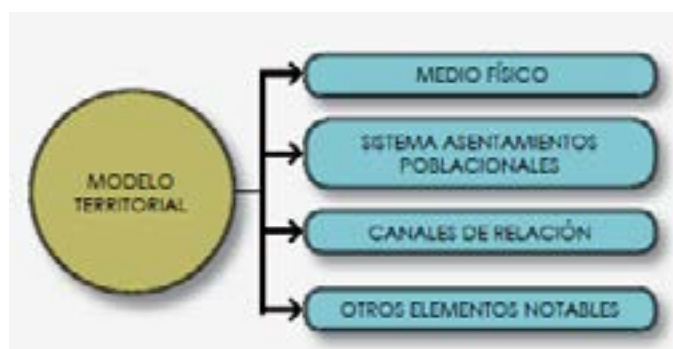 MODELO
TERRITORIAL
MEDIO FÍSICO
SISTEMA ASENTAMIENTOS
POBLACIONALES
CANALES DE RELACIÓN
OTROS ELEMENTOS NOTABLES